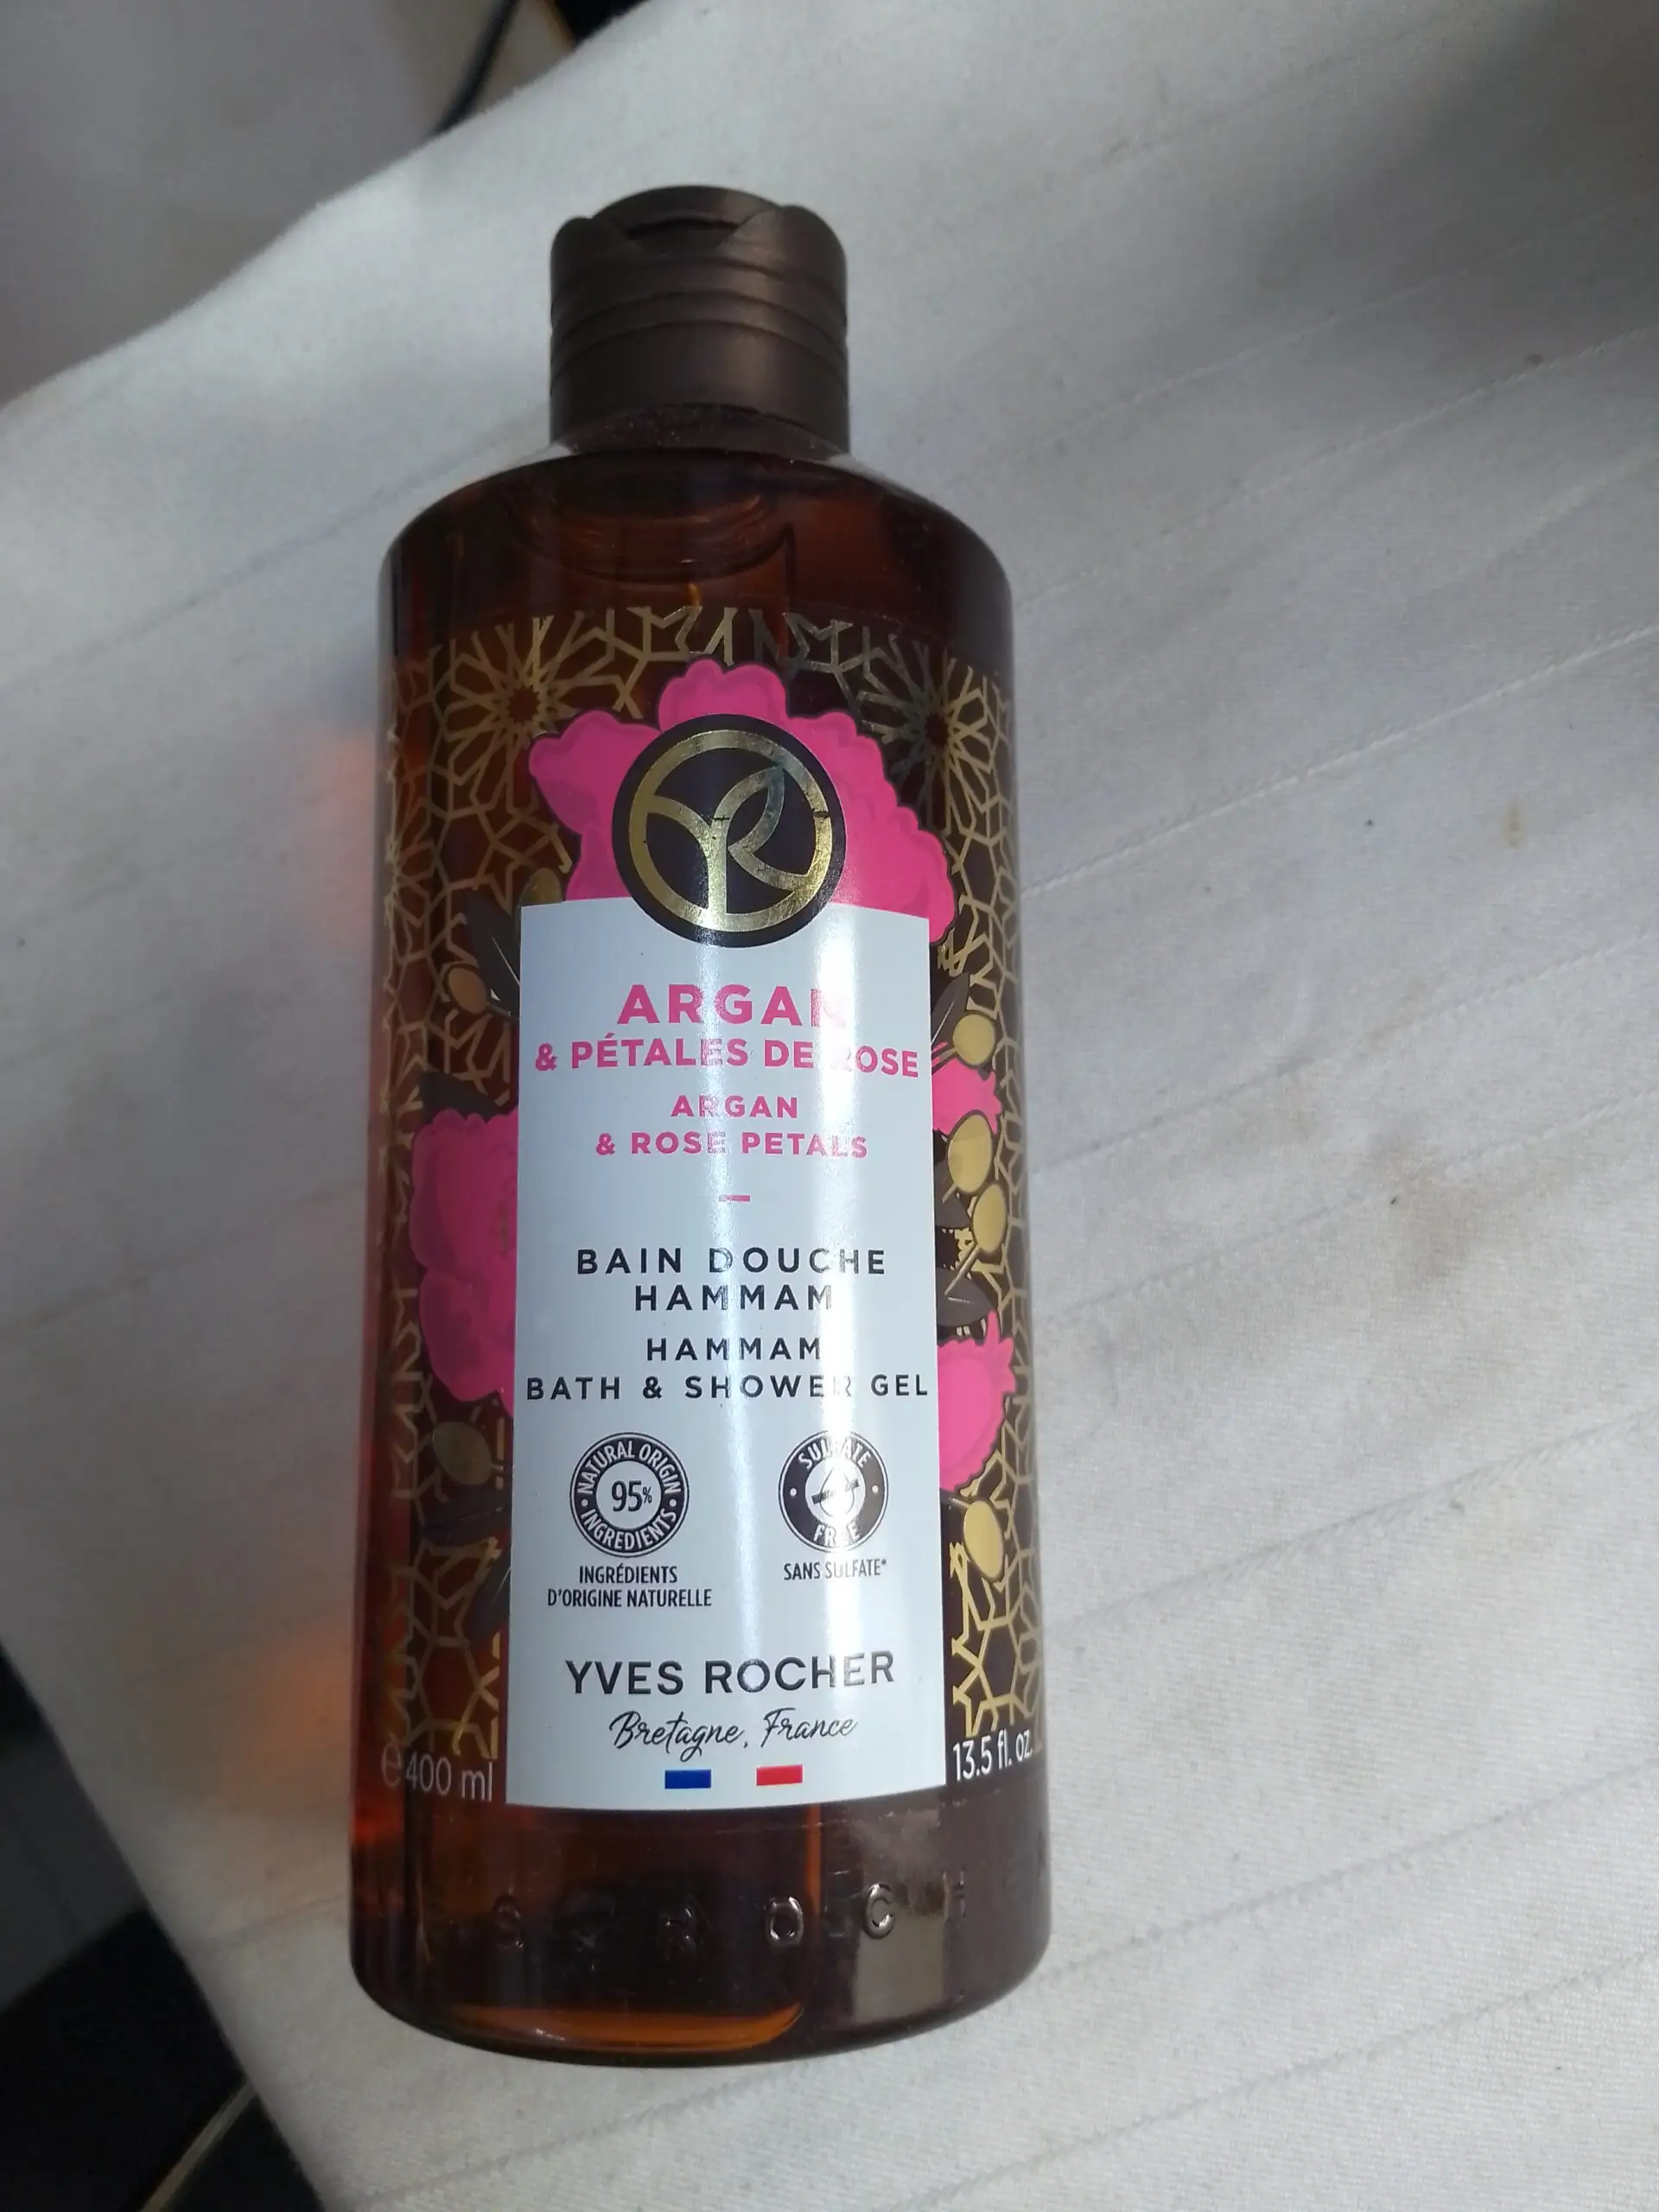 ARGAN
& PÉTALES DE ROSE
ARGAN
& ROSE PETALS
BAIN DOUCHE
HAMMAM
HAMMAM
BATH & SHOWER GEL
NATURAL ORIGIN
95%
INGREDIENTS
INGRÉDIENTS
D'ORIGINE NATURELLE
SULFATE
FREE
SANS SULFATE*
YVES ROCHER
Bretagne, France
e 400 ml
13.5 fl. oz.
S R O C H